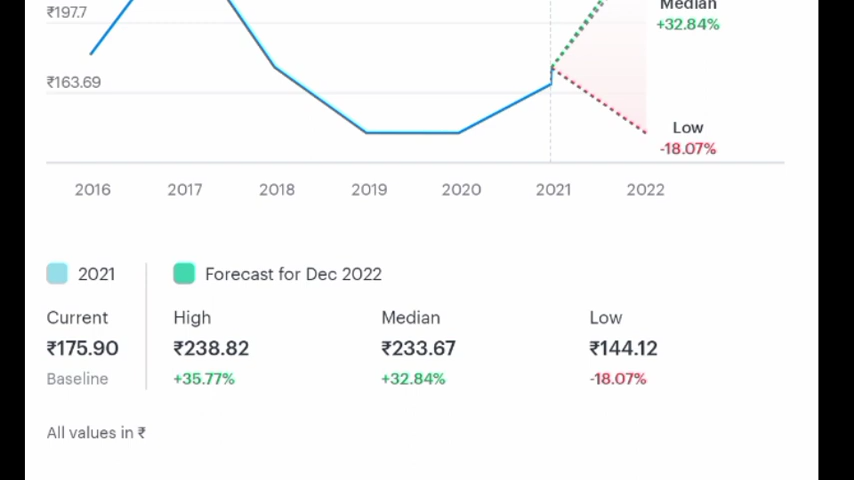 Median
₹197.7
+32.84%
₹163.69
Low
-18.07%
2016 2017 2018 2019 2020 2021 2022
2021 Forecast for Dec 2022
Current High Median Low
₹175.90 ₹238.82 ₹233.67 ₹144.12
Baseline +35.77% +32.84% -18.07%
All values in ₹